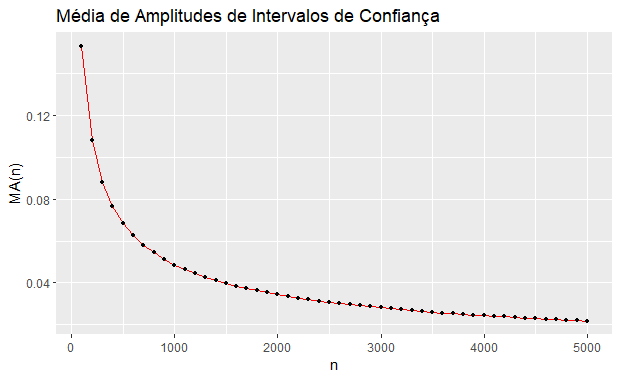 Média de Amplitudes de Intervalos de Confiança
MA(n)
0.12
0.08
0.04
0 1000 2000 3000 4000 5000
n